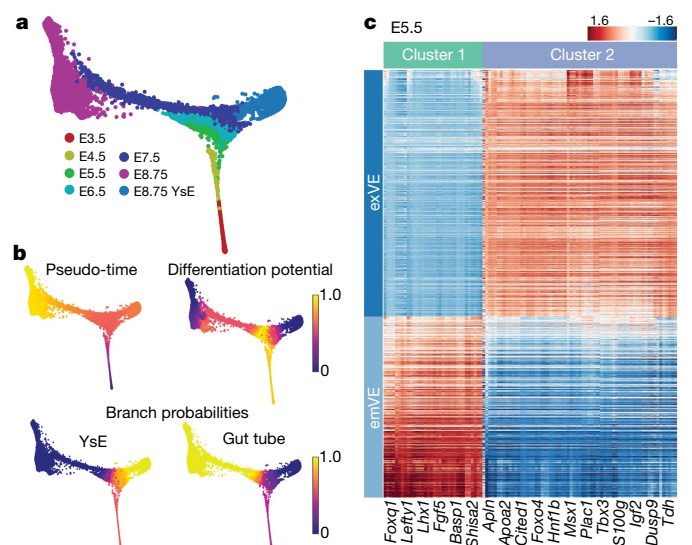 a
E3.5
E4.5
E5.5
E6.5
E7.5
E8.75
E8.75 YsE
b
Pseudo-time
Differentiation potential
1.0
0
Branch probabilities
YsE
Gut tube
1.0
0
c
E5.5
1.6
−1.6
Cluster 1
Cluster 2
exVE
emVE
Foxq1
Lefty1
Lhx1
Fgf5
Basp1
Shisa2
Apln
Apoa2
Cited1
Foxo4
Hnf1b
Msx1
Plac1
Tbx3
S100g
Igf2
Dusp9
Tdh